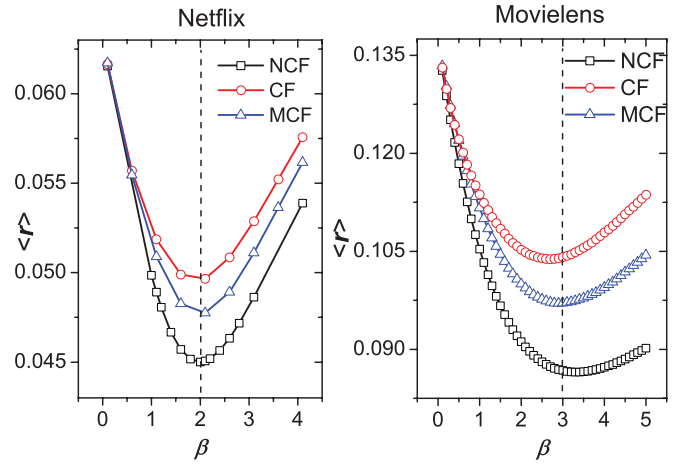 Netflix
0.060
0.055
0.050
0.045
<r>
NCF
CF
MCF
0 1 2 3 4
β
Movielens
0.135
0.120
0.105
0.090
<r>
NCF
CF
MCF
0 1 2 3 4 5
β